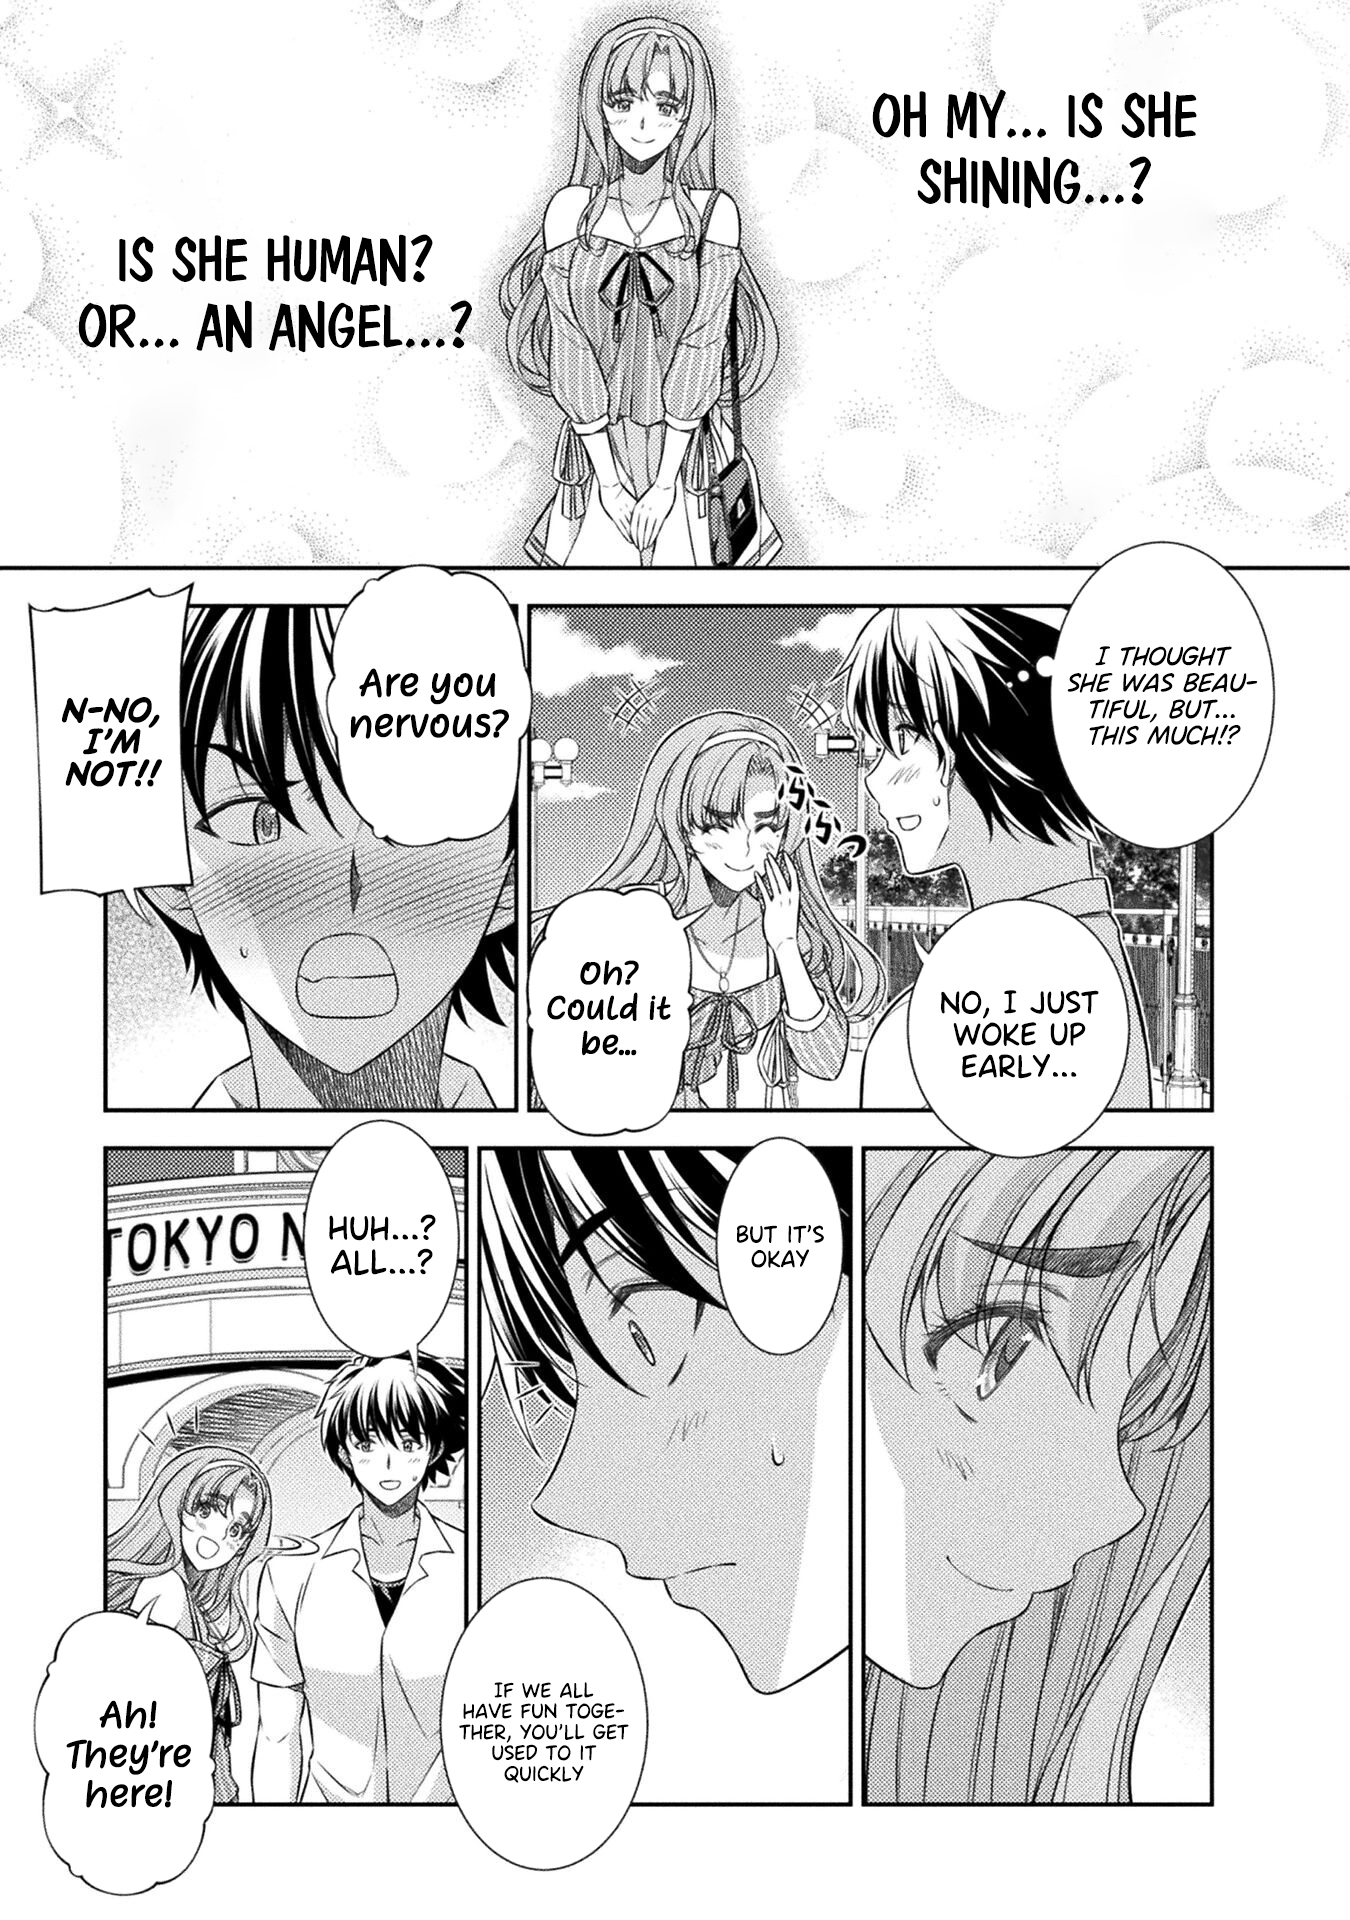 OH MY... IS SHE
SHINING...?
IS SHE HUMAN?
OR... AN ANGEL...?
I THOUGHT
SHE WAS BEAU-
TIFUL, BUT...
THIS MUCH!?
NO, I JUST
WOKE UP
EARLY...
Oh?
Could it
be...
Are you
nervous?
N-NO,
I'M
NOT!!
BUT IT'S
OKAY
IF WE ALL
HAVE FUN TOGE-
THER, YOU'LL GET
USED TO IT
QUICKLY
HUH...?
ALL...?
TOKYO N
Ah!
They're
here!